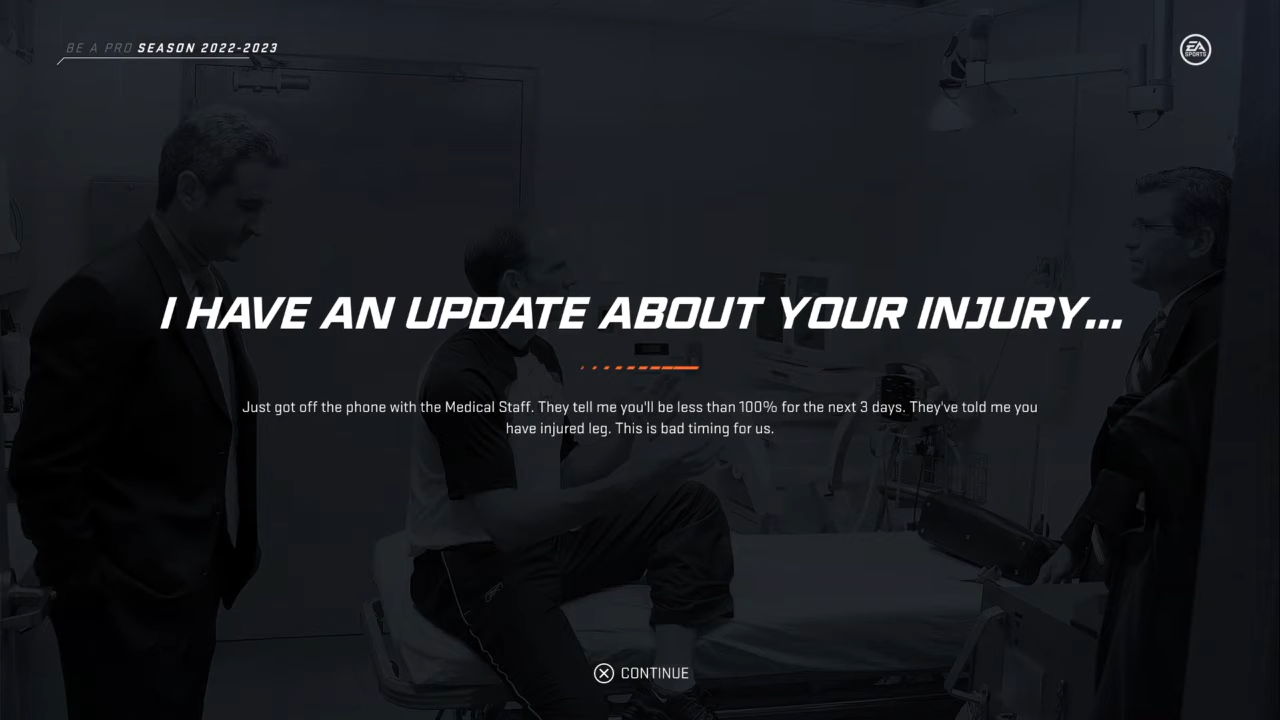 BE A PRO SEASON 2022-2023
EA
SPORTS
I HAVE AN UPDATE ABOUT YOUR INJURY...
Just got off the phone with the Medical Staff. They tell me you'll be less than 100% for the next 3 days. They've told me you
have injured leg. This is bad timing for us.
CONTINUE